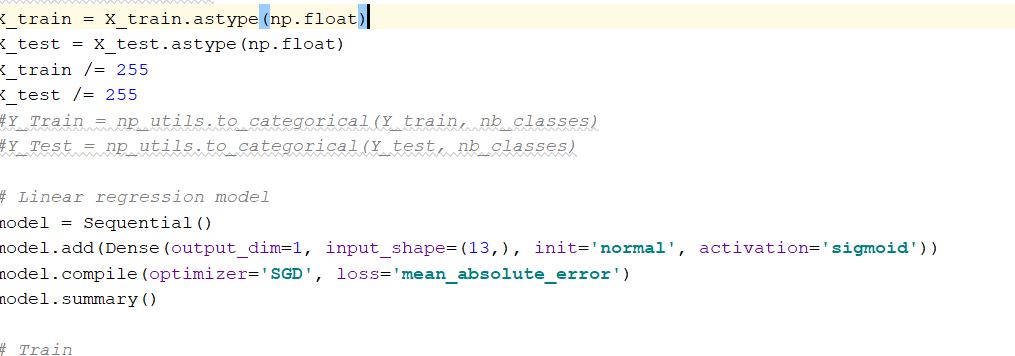 X_train = X_train.astype(np.float)
X_test = X_test.astype(np.float)
X_train /= 255
X_test /= 255
#Y_Train = np_utils.to_categorical(Y_train, nb_classes)
#Y_Test = np_utils.to_categorical(Y_test, nb_classes)
# Linear regression model
model = Sequential()
model.add(Dense(output_dim=1, input_shape=(13,), init='normal', activation='sigmoid'))
model.compile(optimizer='SGD', loss='mean_absolute_error')
model.summary()
# Train